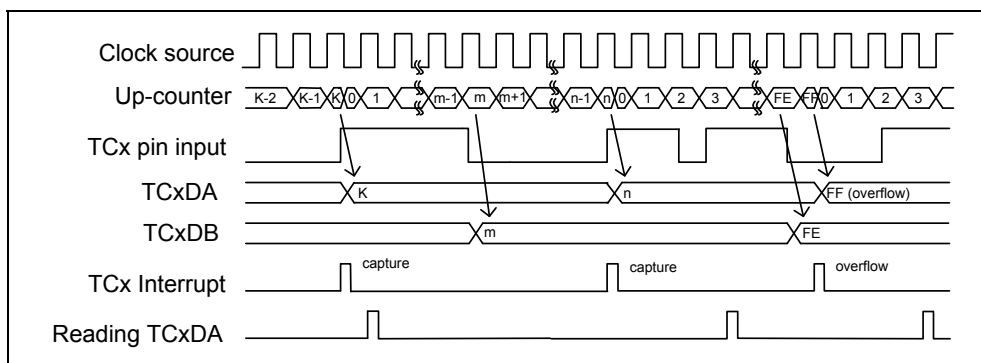 Clock source
Up-counter K-2 K-1 K 0 1 m-1 m m+1 n-1 n 0 1 2 3 FE FF 0 1 2 3
TCx pin input
TCxDA K n FF (overflow)
TCxDB m FE
TCx Interrupt capture capture overflow
Reading TCxDA